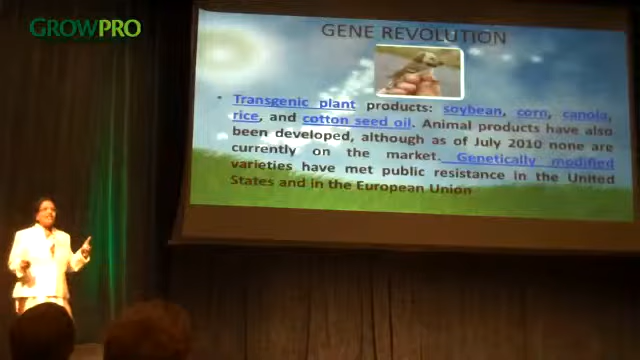 GROWPRO
GENE REVOLUTION
• Transgenic plant products: soybean, corn, canola,
rice, and cotton seed oil. Animal products have also
been developed, although as of July 2010 none are
currently on the market. Genetically modified
varieties have met public resistance in the United
States and in the European Union